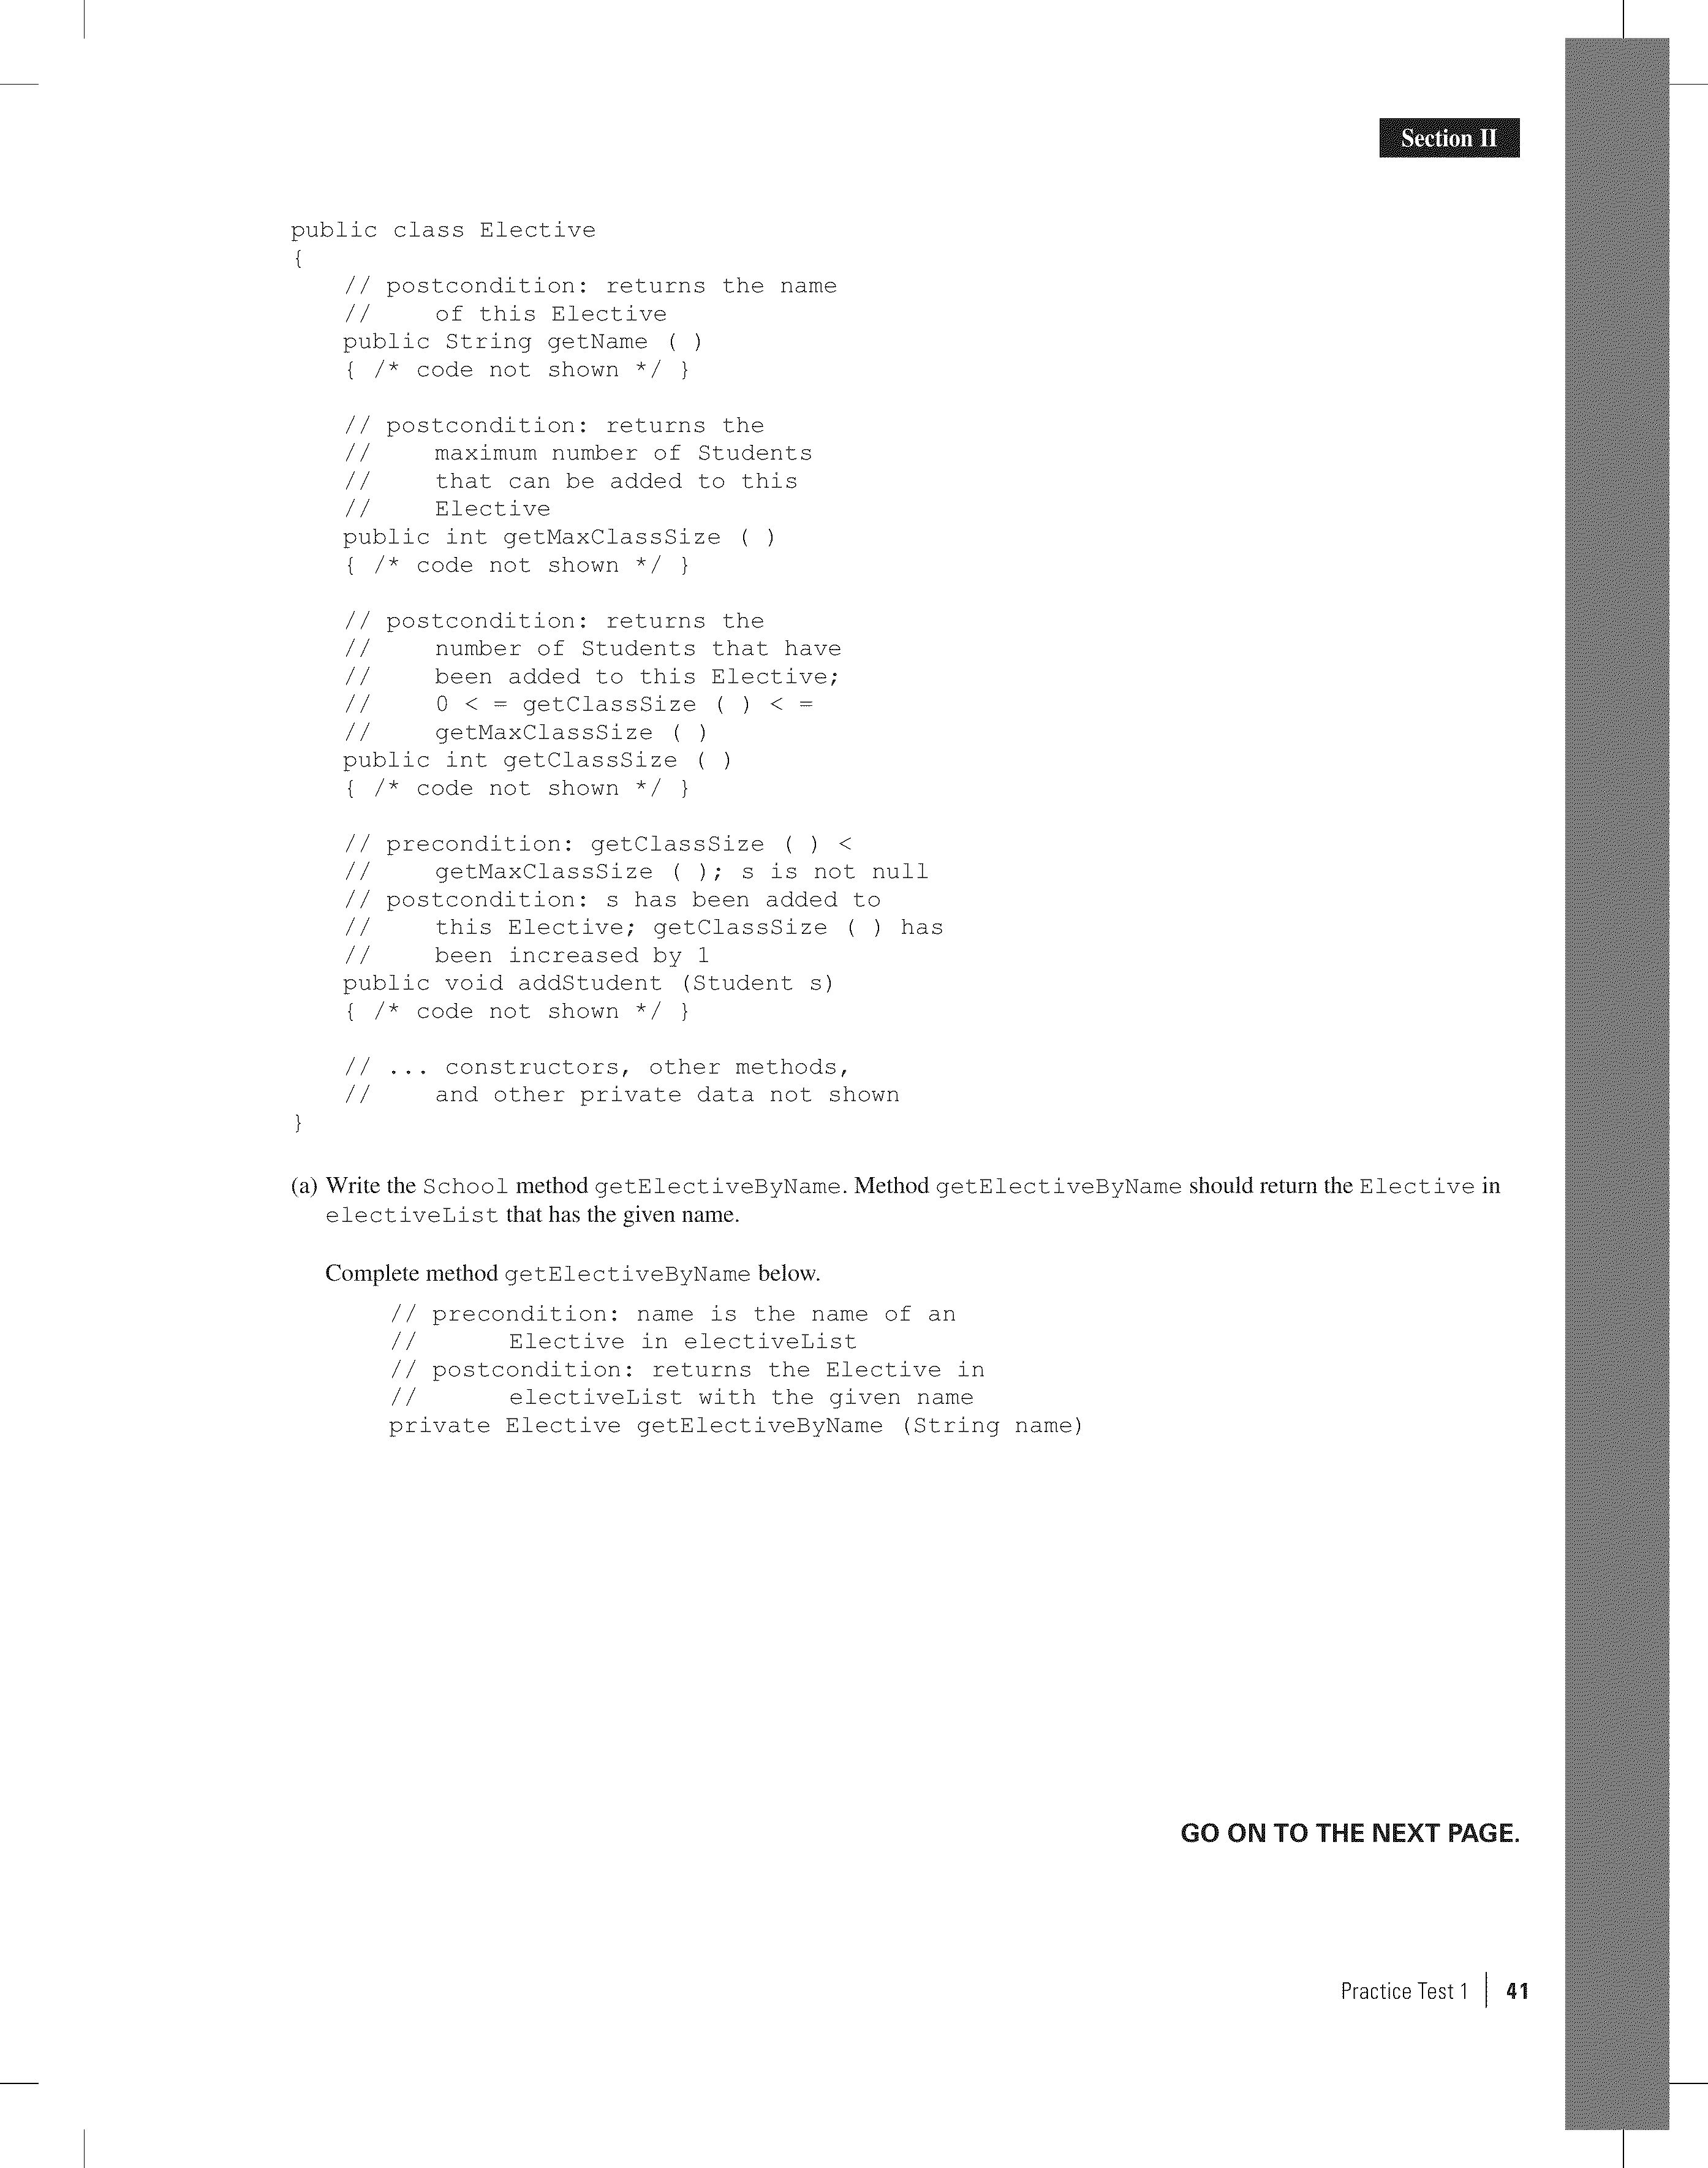 Section II
public class Elective
{
// postcondition: returns the name
// of this Elective
public String getName ( )
{ /* code not shown */ }
// postcondition: returns the
// maximum number of Students
// that can be added to this
// Elective
public int getMaxClassSize ( )
{ /* code not shown */ }
// postcondition: returns the
// number of Students that have
// been added to this Elective;
// 0 < = getClassSize ( ) < =
// getMaxClassSize ( )
public int getClassSize ( )
{ /* code not shown */ }
// precondition: getClassSize ( ) <
// getMaxClassSize ( ); s is not null
// postcondition: s has been added to
// this Elective; getClassSize ( ) has
// been increased by 1
public void addStudent (Student s)
{ /* code not shown */ }
// ... constructors, other methods,
// and other private data not shown
}
(a) Write the School method getElectiveByName. Method getElectiveByName should return the Elective in
electiveList that has the given name.
Complete method getElectiveByName below.
// precondition: name is the name of an
// Elective in electiveList
// postcondition: returns the Elective in
// electiveList with the given name
private Elective getElectiveByName (String name)
GO ON TO THE NEXT PAGE.
Practice Test 1 | 41